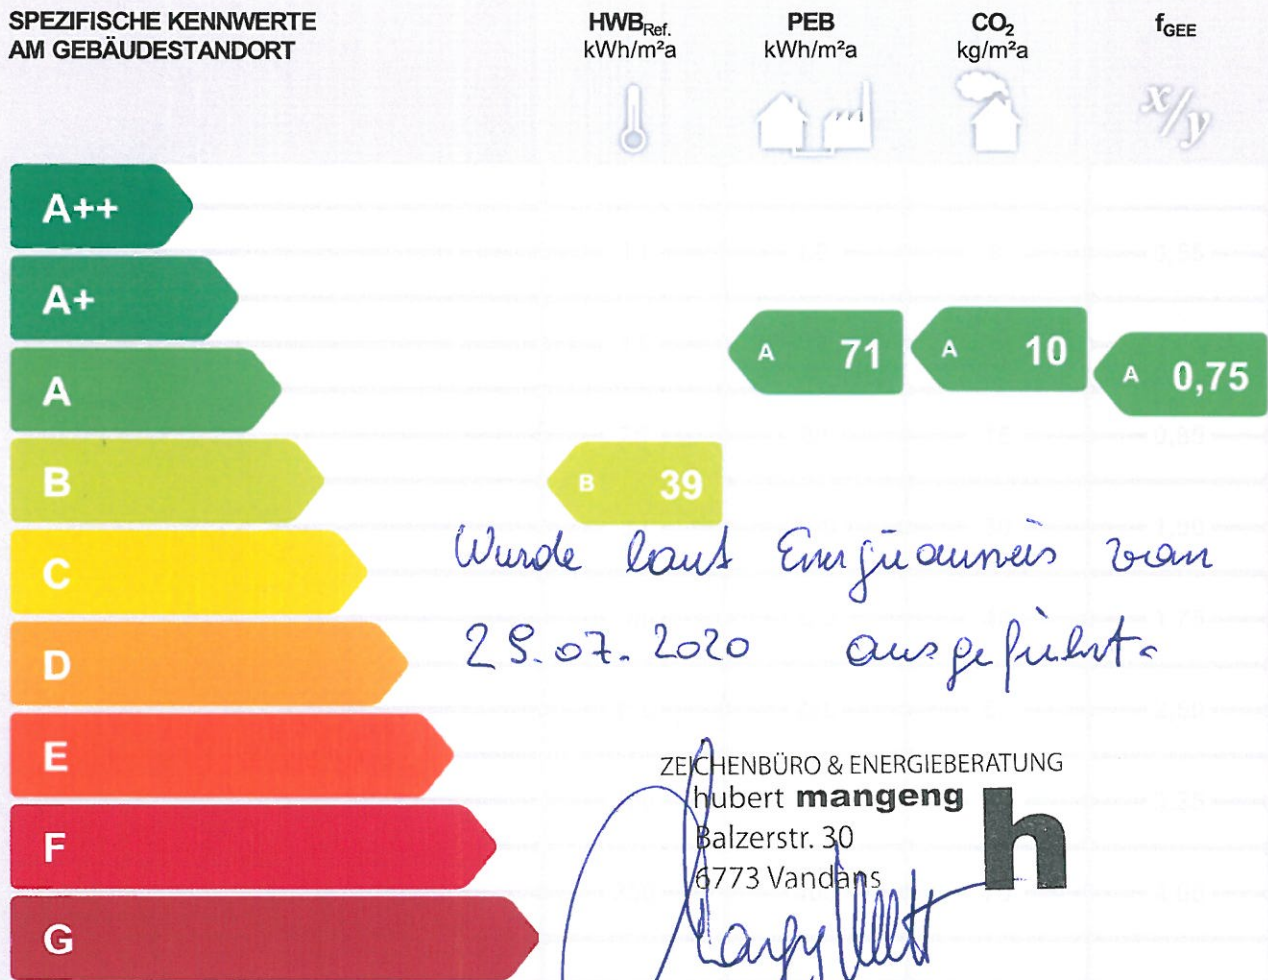 SPEZIFISCHE KENNWERTE
AM GEBÄUDESTANDORT
HWBRef.
kWh/m²a
PEB
kWh/m²a
CO₂
kg/m²a
fGEE
x/y
A++
A+
A
A 71
A 10
A 0,75
B
B 39
C
Wurde laut Energieausweis vom
D
29.07.2020 ausgeführt.
E
ZEICHENBÜRO & ENERGIEBERATUNG
hubert mangeng
h
Balzerstr. 30
6773 Vandans
F
G